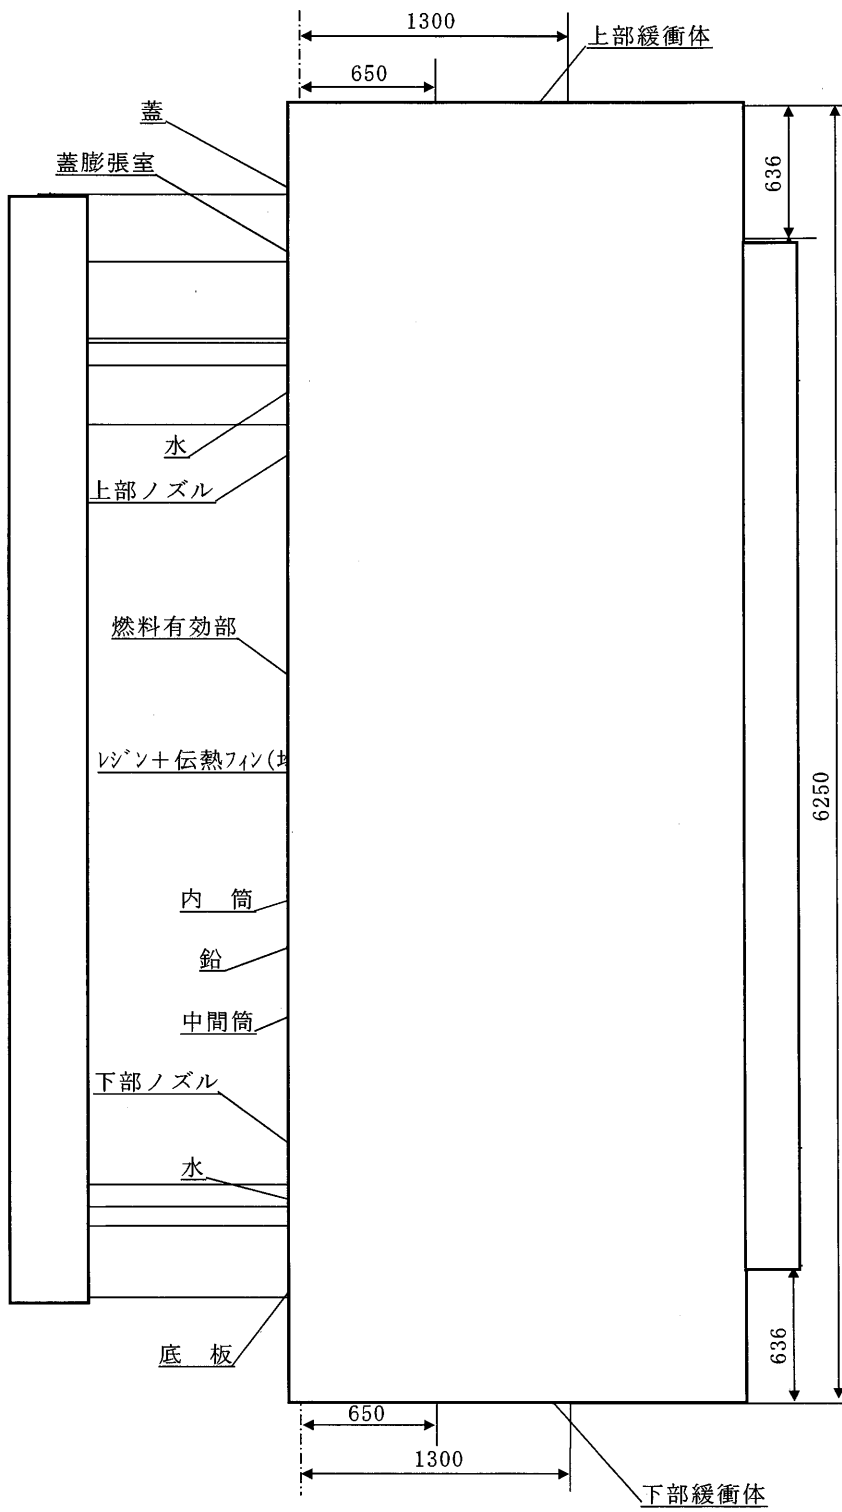 1300
上部緩衝体
650
蓋
蓋膨張室
636
水
上部ノズル
燃料有効部
レジン＋伝熱フィン(
6250
内　筒
鉛
中間筒
下部ノズル
水
底　板
636
650
1300
下部緩衝体